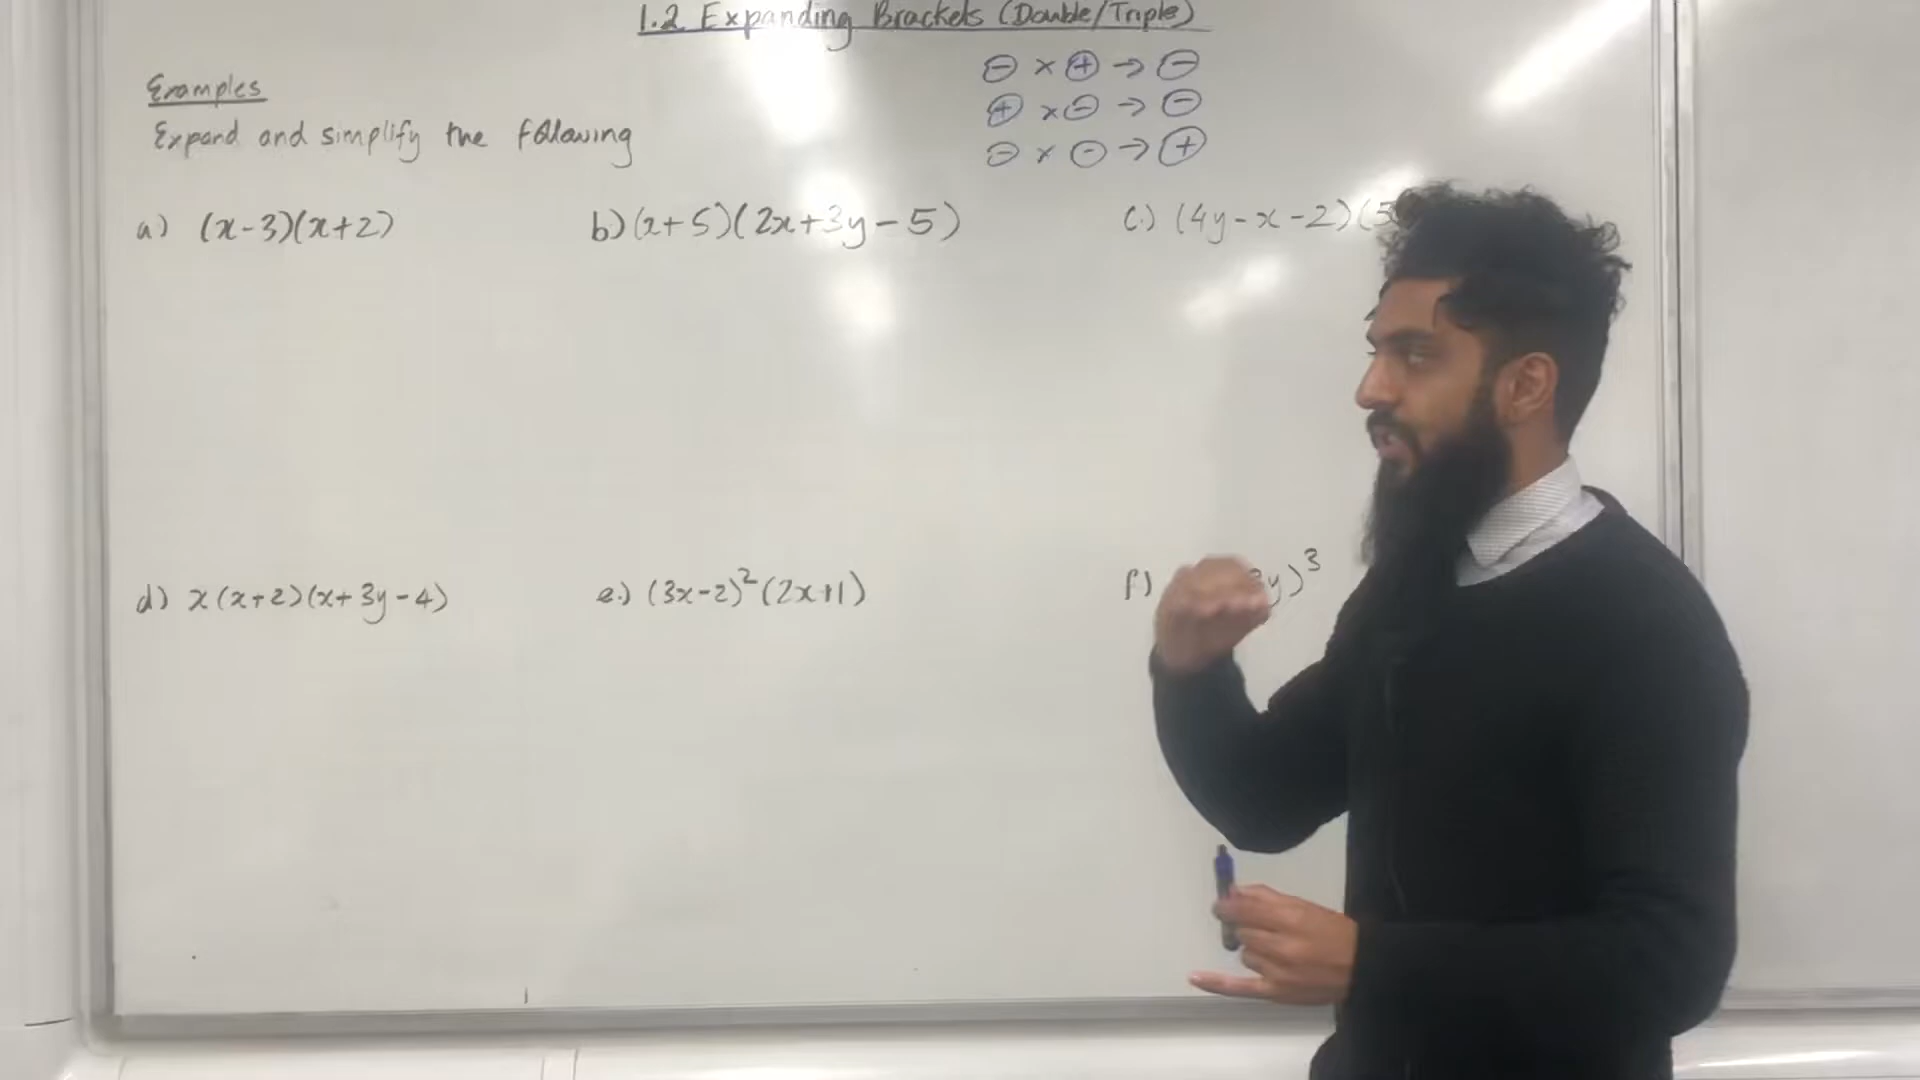 1.2 Expanding Brackets (Double/Triple)
⊖ × ⊕ → ⊖
⊕ × ⊖ → ⊖
⊖ × ⊖ → ⊕
Examples
Expand and simplify the following
a) (x-3)(x+2)
b) (x+5)(2x+3y-5)
c.) (4y-x-2)(5
d) x(x+2)(x+3y-4)
e.) (3x-2)²(2x+1)
f.) y)³